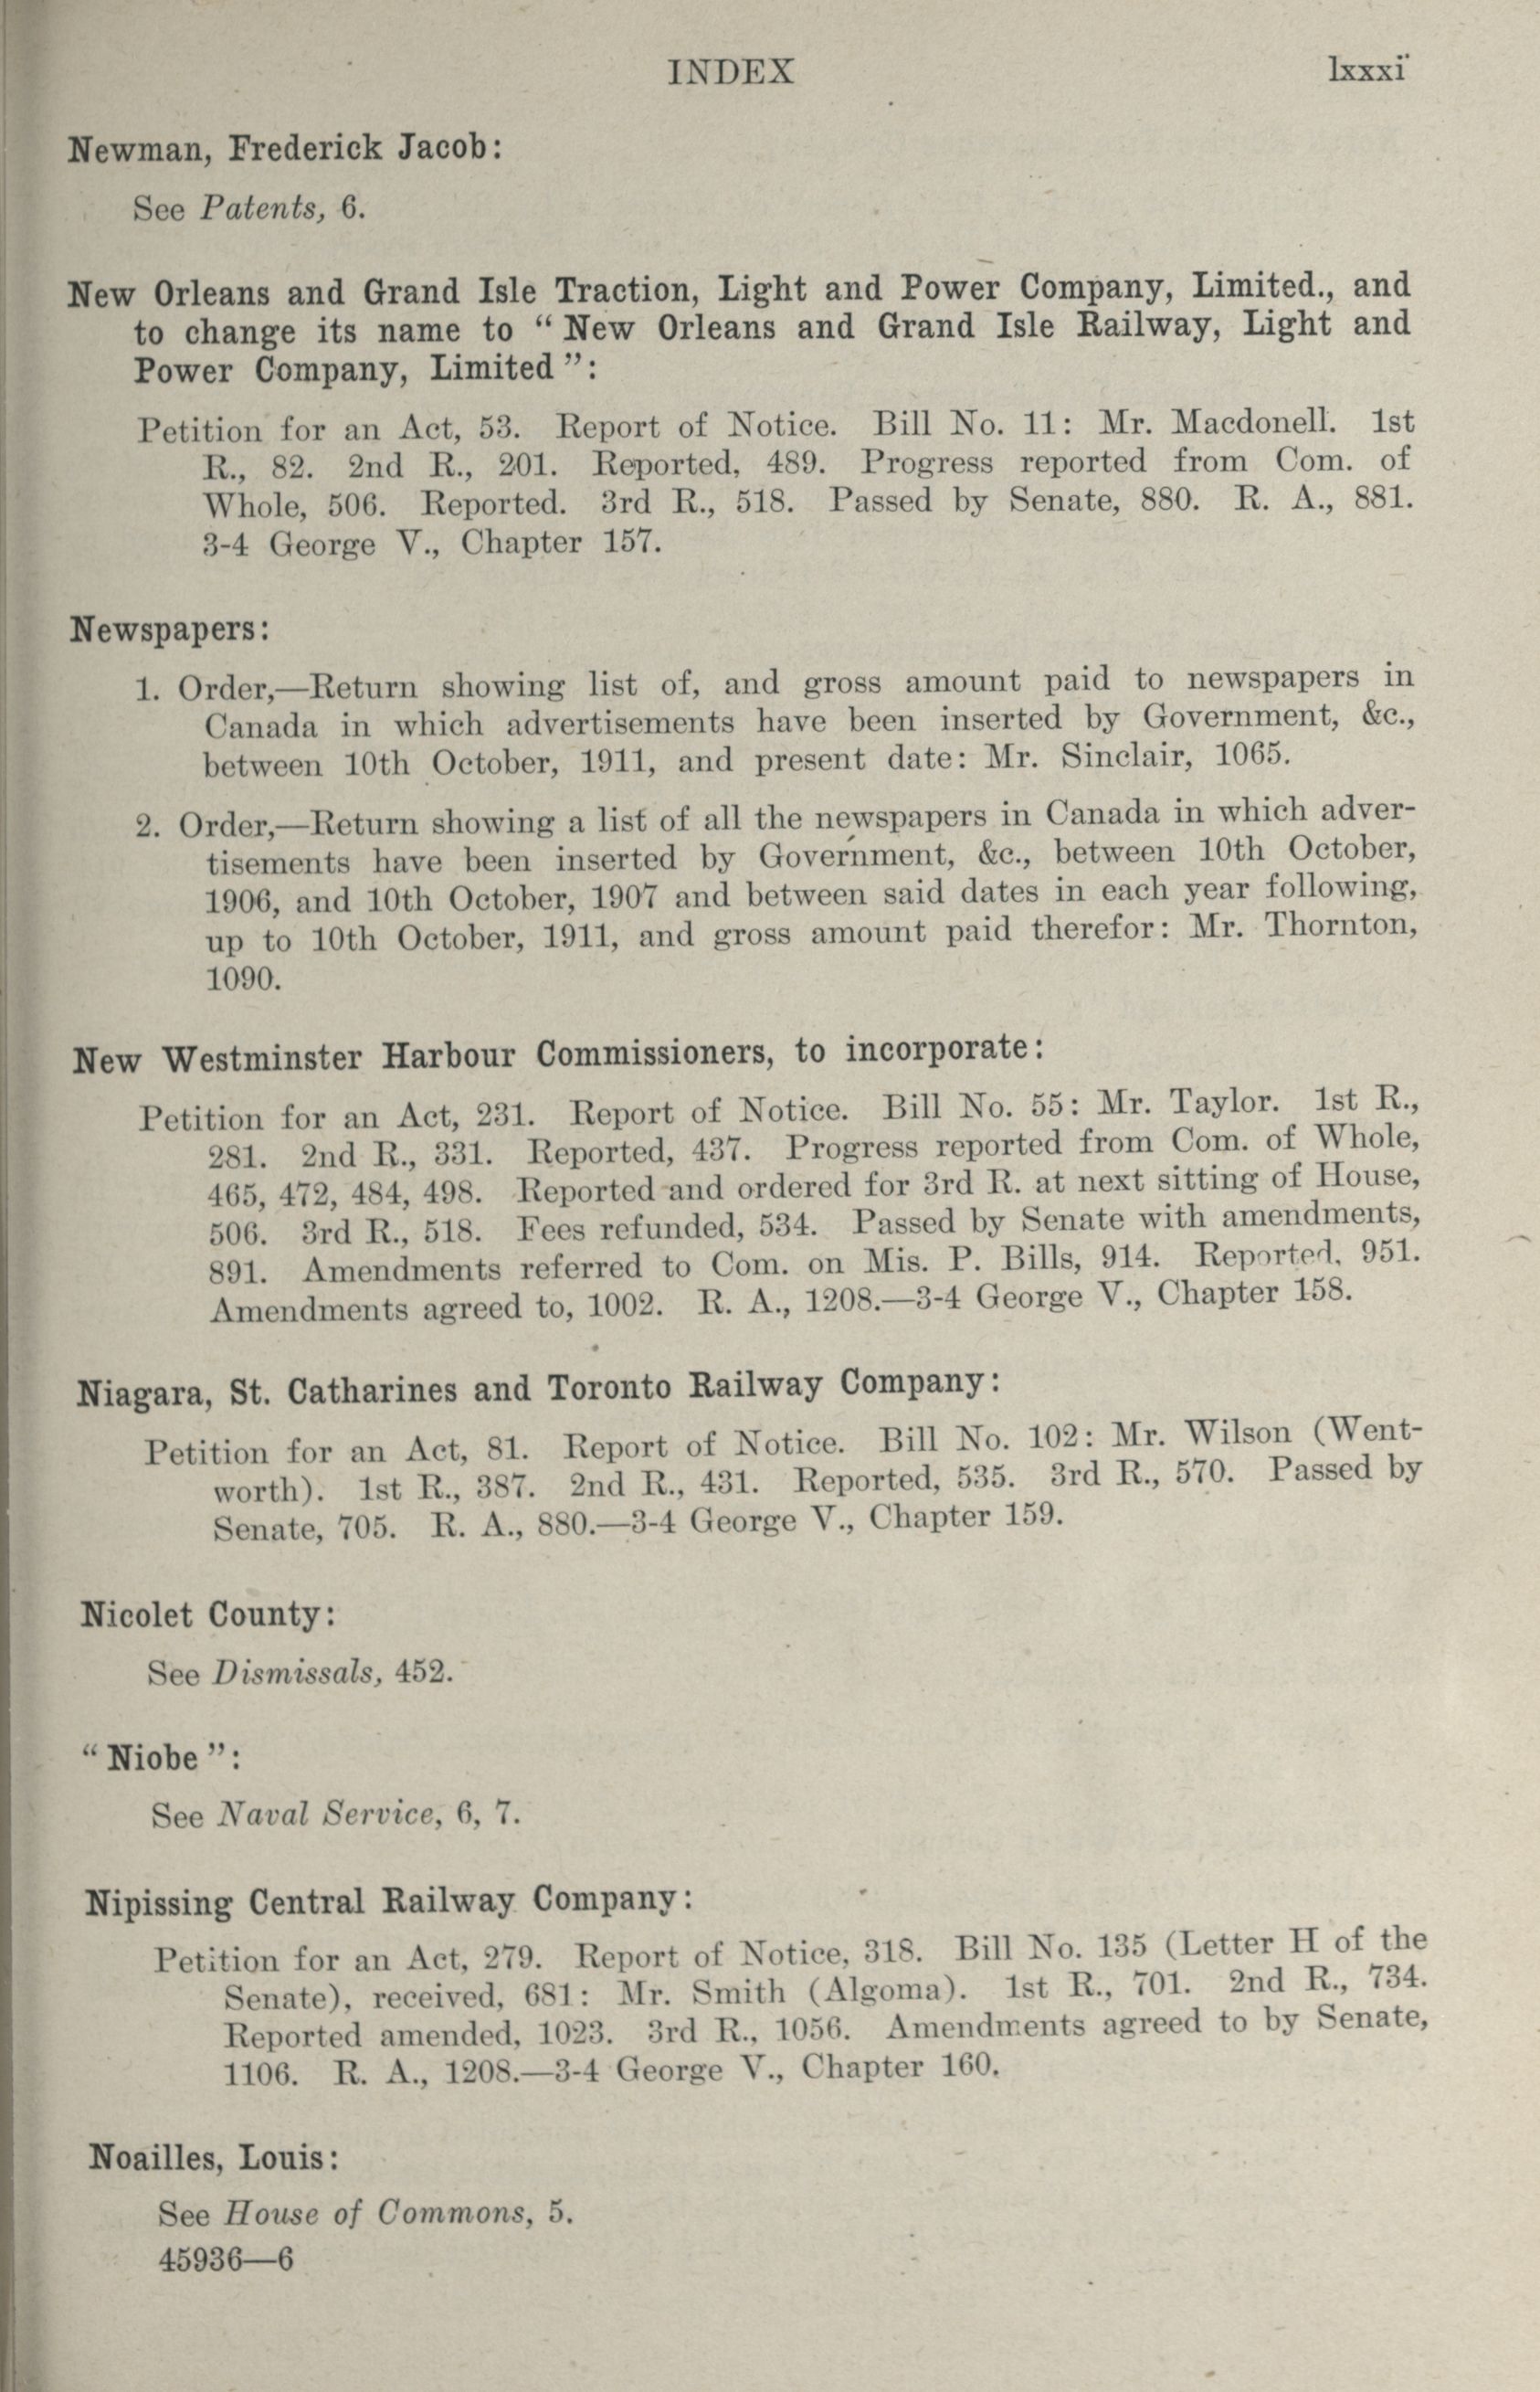 INDEX lxxxi
Newman, Frederick Jacob:
See Patents, 6.
New Orleans and Grand Isle Traction, Light and Power Company, Limited., and
to change its name to “New Orleans and Grand Isle Railway, Light and
Power Company, Limited”:
Petition for an Act, 53. Report of Notice. Bill No. 11: Mr. Macdonell. 1st
R., 82. 2nd R., 201. Reported, 489. Progress reported from Com. of
Whole, 506. Reported. 3rd R., 518. Passed by Senate, 880. R. A., 881.
3-4 George V., Chapter 157.
Newspapers:
1. Order,—Return showing list of, and gross amount paid to newspapers in
Canada in which advertisements have been inserted by Government, &c.,
between 10th October, 1911, and present date: Mr. Sinclair, 1065.
2. Order,—Return showing a list of all the newspapers in Canada in which adver-
tisements have been inserted by Government, &c., between 10th October,
1906, and 10th October, 1907 and between said dates in each year following,
up to 10th October, 1911, and gross amount paid therefor: Mr. Thornton,
1090.
New Westminster Harbour Commissioners, to incorporate:
Petition for an Act, 231. Report of Notice. Bill No. 55: Mr. Taylor. 1st R.,
281. 2nd R., 331. Reported, 437. Progress reported from Com. of Whole,
465, 472, 484, 498. Reported and ordered for 3rd R. at next sitting of House,
506. 3rd R., 518. Fees refunded, 534. Passed by Senate with amendments,
891. Amendments referred to Com. on Mis. P. Bills, 914. Reported, 951.
Amendments agreed to, 1002. R. A., 1208.—3-4 George V., Chapter 158.
Niagara, St. Catharines and Toronto Railway Company:
Petition for an Act, 81. Report of Notice. Bill No. 102: Mr. Wilson (Went-
worth). 1st R., 387. 2nd R., 431. Reported, 535. 3rd R., 570. Passed by
Senate, 705. R. A., 880.—3-4 George V., Chapter 159.
Nicolet County:
See Dismissals, 452.
“Niobe”:
See Naval Service, 6, 7.
Nipissing Central Railway Company:
Petition for an Act, 279. Report of Notice, 318. Bill No. 135 (Letter H of the
Senate), received, 681: Mr. Smith (Algoma). 1st R., 701. 2nd R., 734.
Reported amended, 1023. 3rd R., 1056. Amendments agreed to by Senate,
1106. R. A., 1208.—3-4 George V., Chapter 160.
Noailles, Louis:
See House of Commons, 5.
45936—6